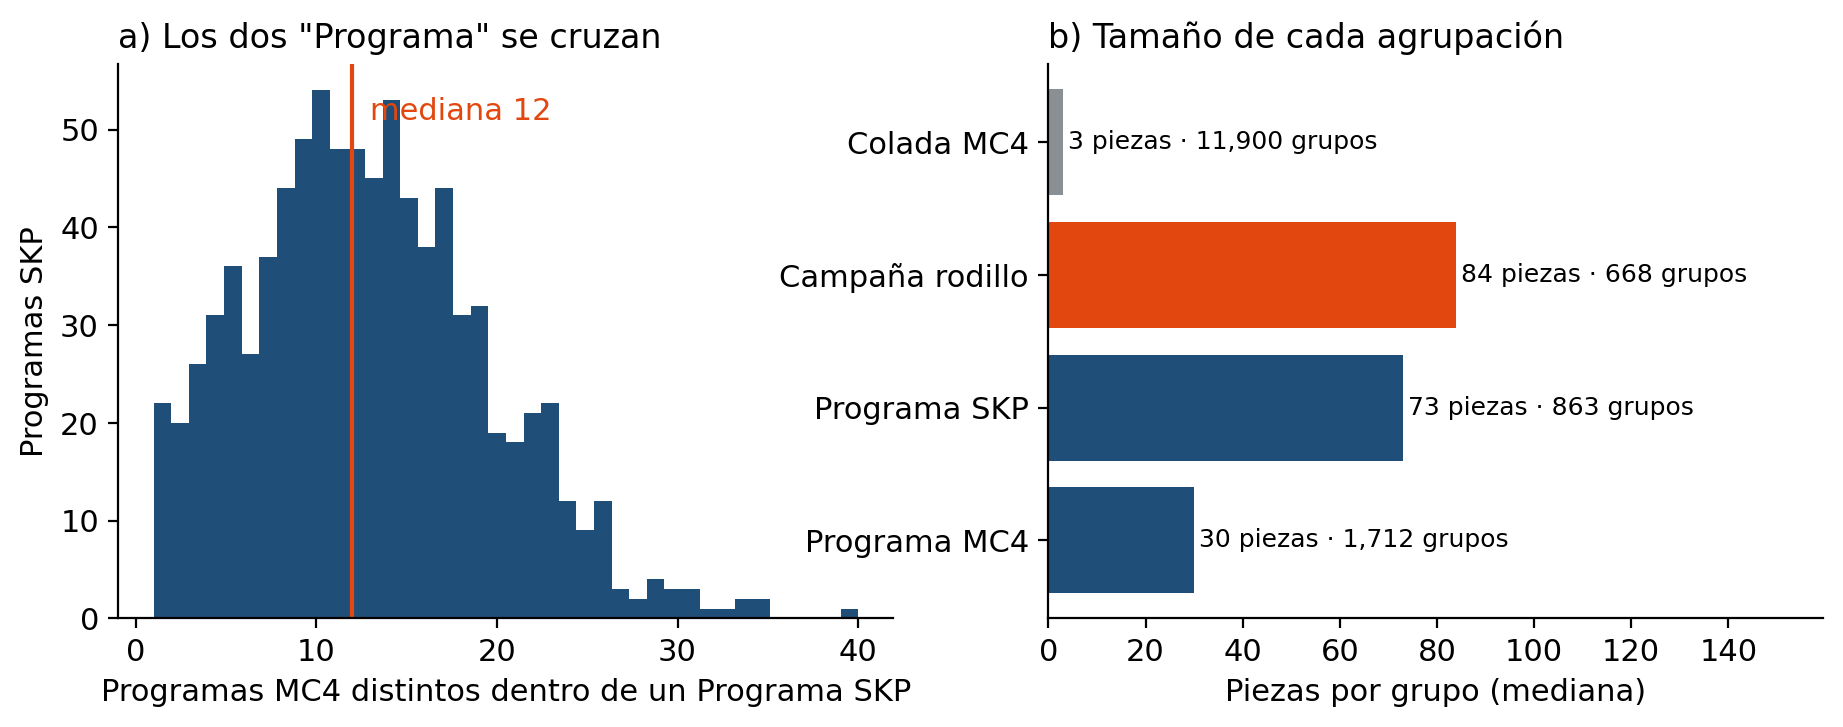 a) Los dos "Programa" se cruzan
mediana 12
Programas SKP
50
40
30
20
10
0
0 10 20 30 40
Programas MC4 distintos dentro de un Programa SKP
b) Tamaño de cada agrupación
Colada MC4
3 piezas · 11,900 grupos
Campaña rodillo
84 piezas · 668 grupos
Programa SKP
73 piezas · 863 grupos
Programa MC4
30 piezas · 1,712 grupos
0 20 40 60 80 100 120 140
Piezas por grupo (mediana)